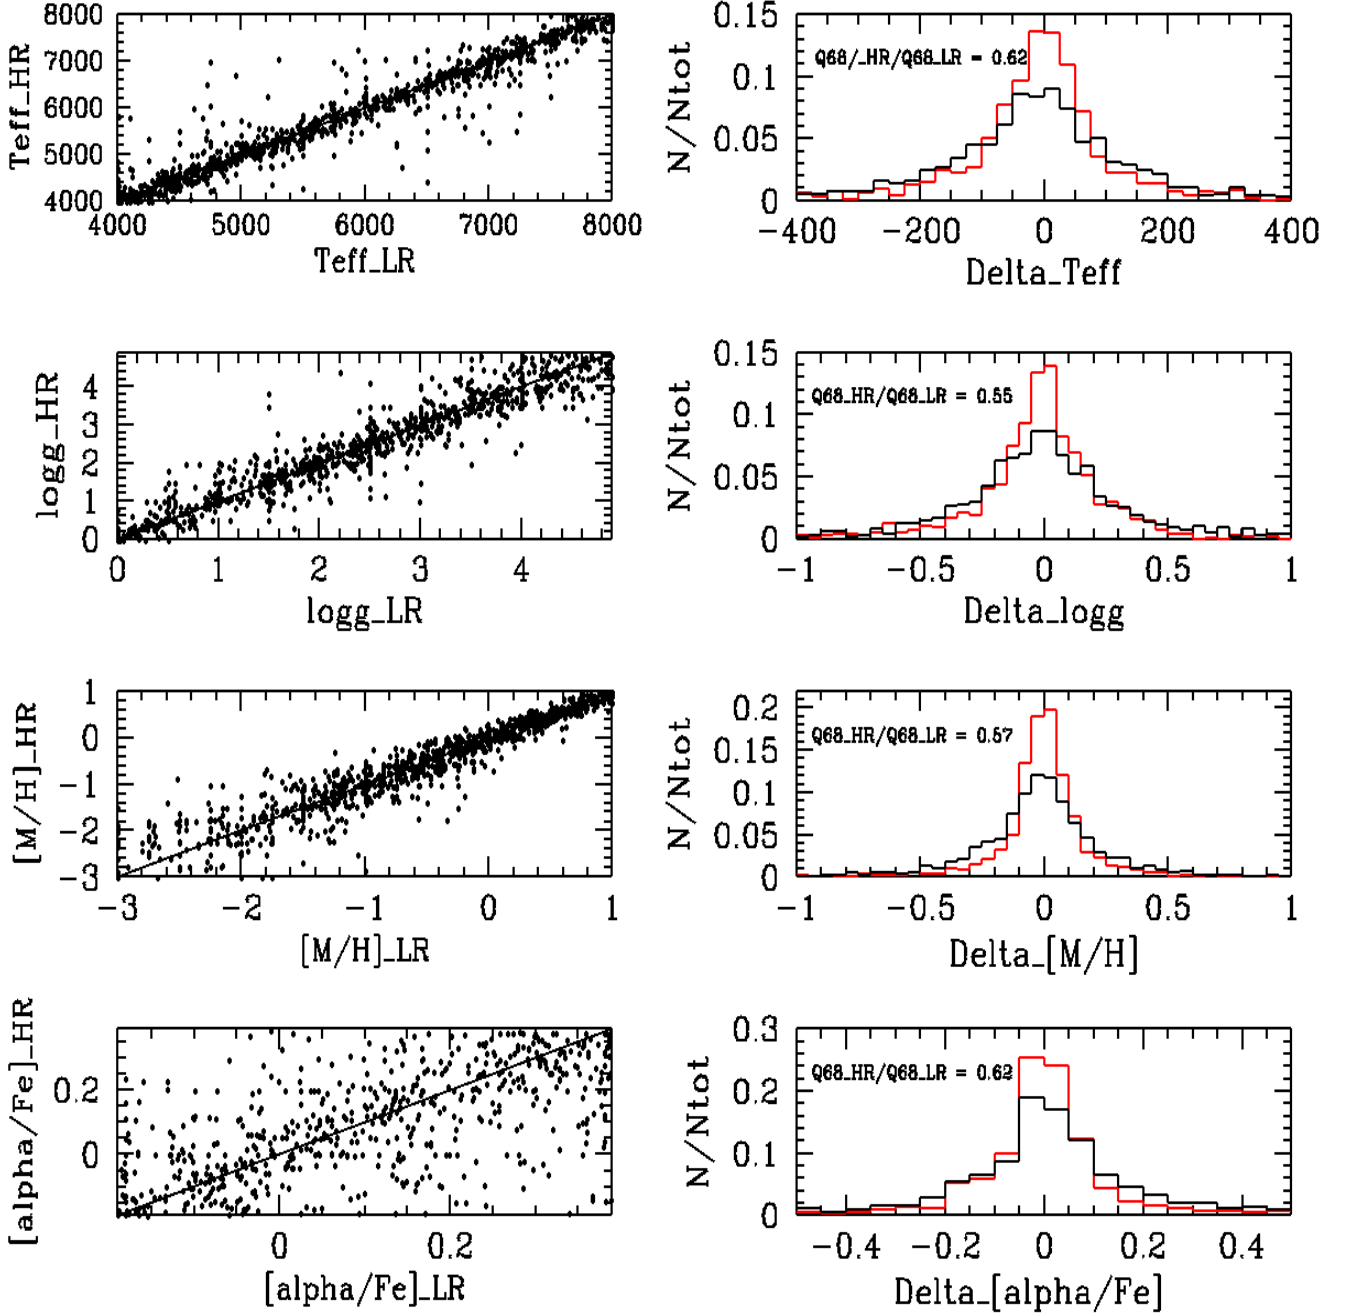 8000
7000
6000
5000
4000
Teff_HR
4000 5000 6000 7000 8000
Teff_LR
0.15
0.1
0.05
0
N/Ntot
Q68/_HR/Q68_LR = 0.62
-400 -200 0 200 400
Delta_Teff
4
3
2
1
0
logg_HR
0 1 2 3 4
logg_LR
0.15
0.1
0.05
0
N/Ntot
Q68_HR/Q68_LR = 0.55
-1 -0.5 0 0.5 1
Delta_logg
1
0
-1
-2
-3
[M/H]_HR
-3 -2 -1 0 1
[M/H]_LR
0.2
0.15
0.1
0.05
0
N/Ntot
Q68_HR/Q68_LR = 0.57
-1 -0.5 0 0.5 1
Delta_[M/H]
0.2
0
[alpha/Fe]_HR
0 0.2
[alpha/Fe]_LR
0.3
0.2
0.1
0
N/Ntot
Q68_HR/Q68_LR = 0.62
-0.4 -0.2 0 0.2 0.4
Delta_[alpha/Fe]